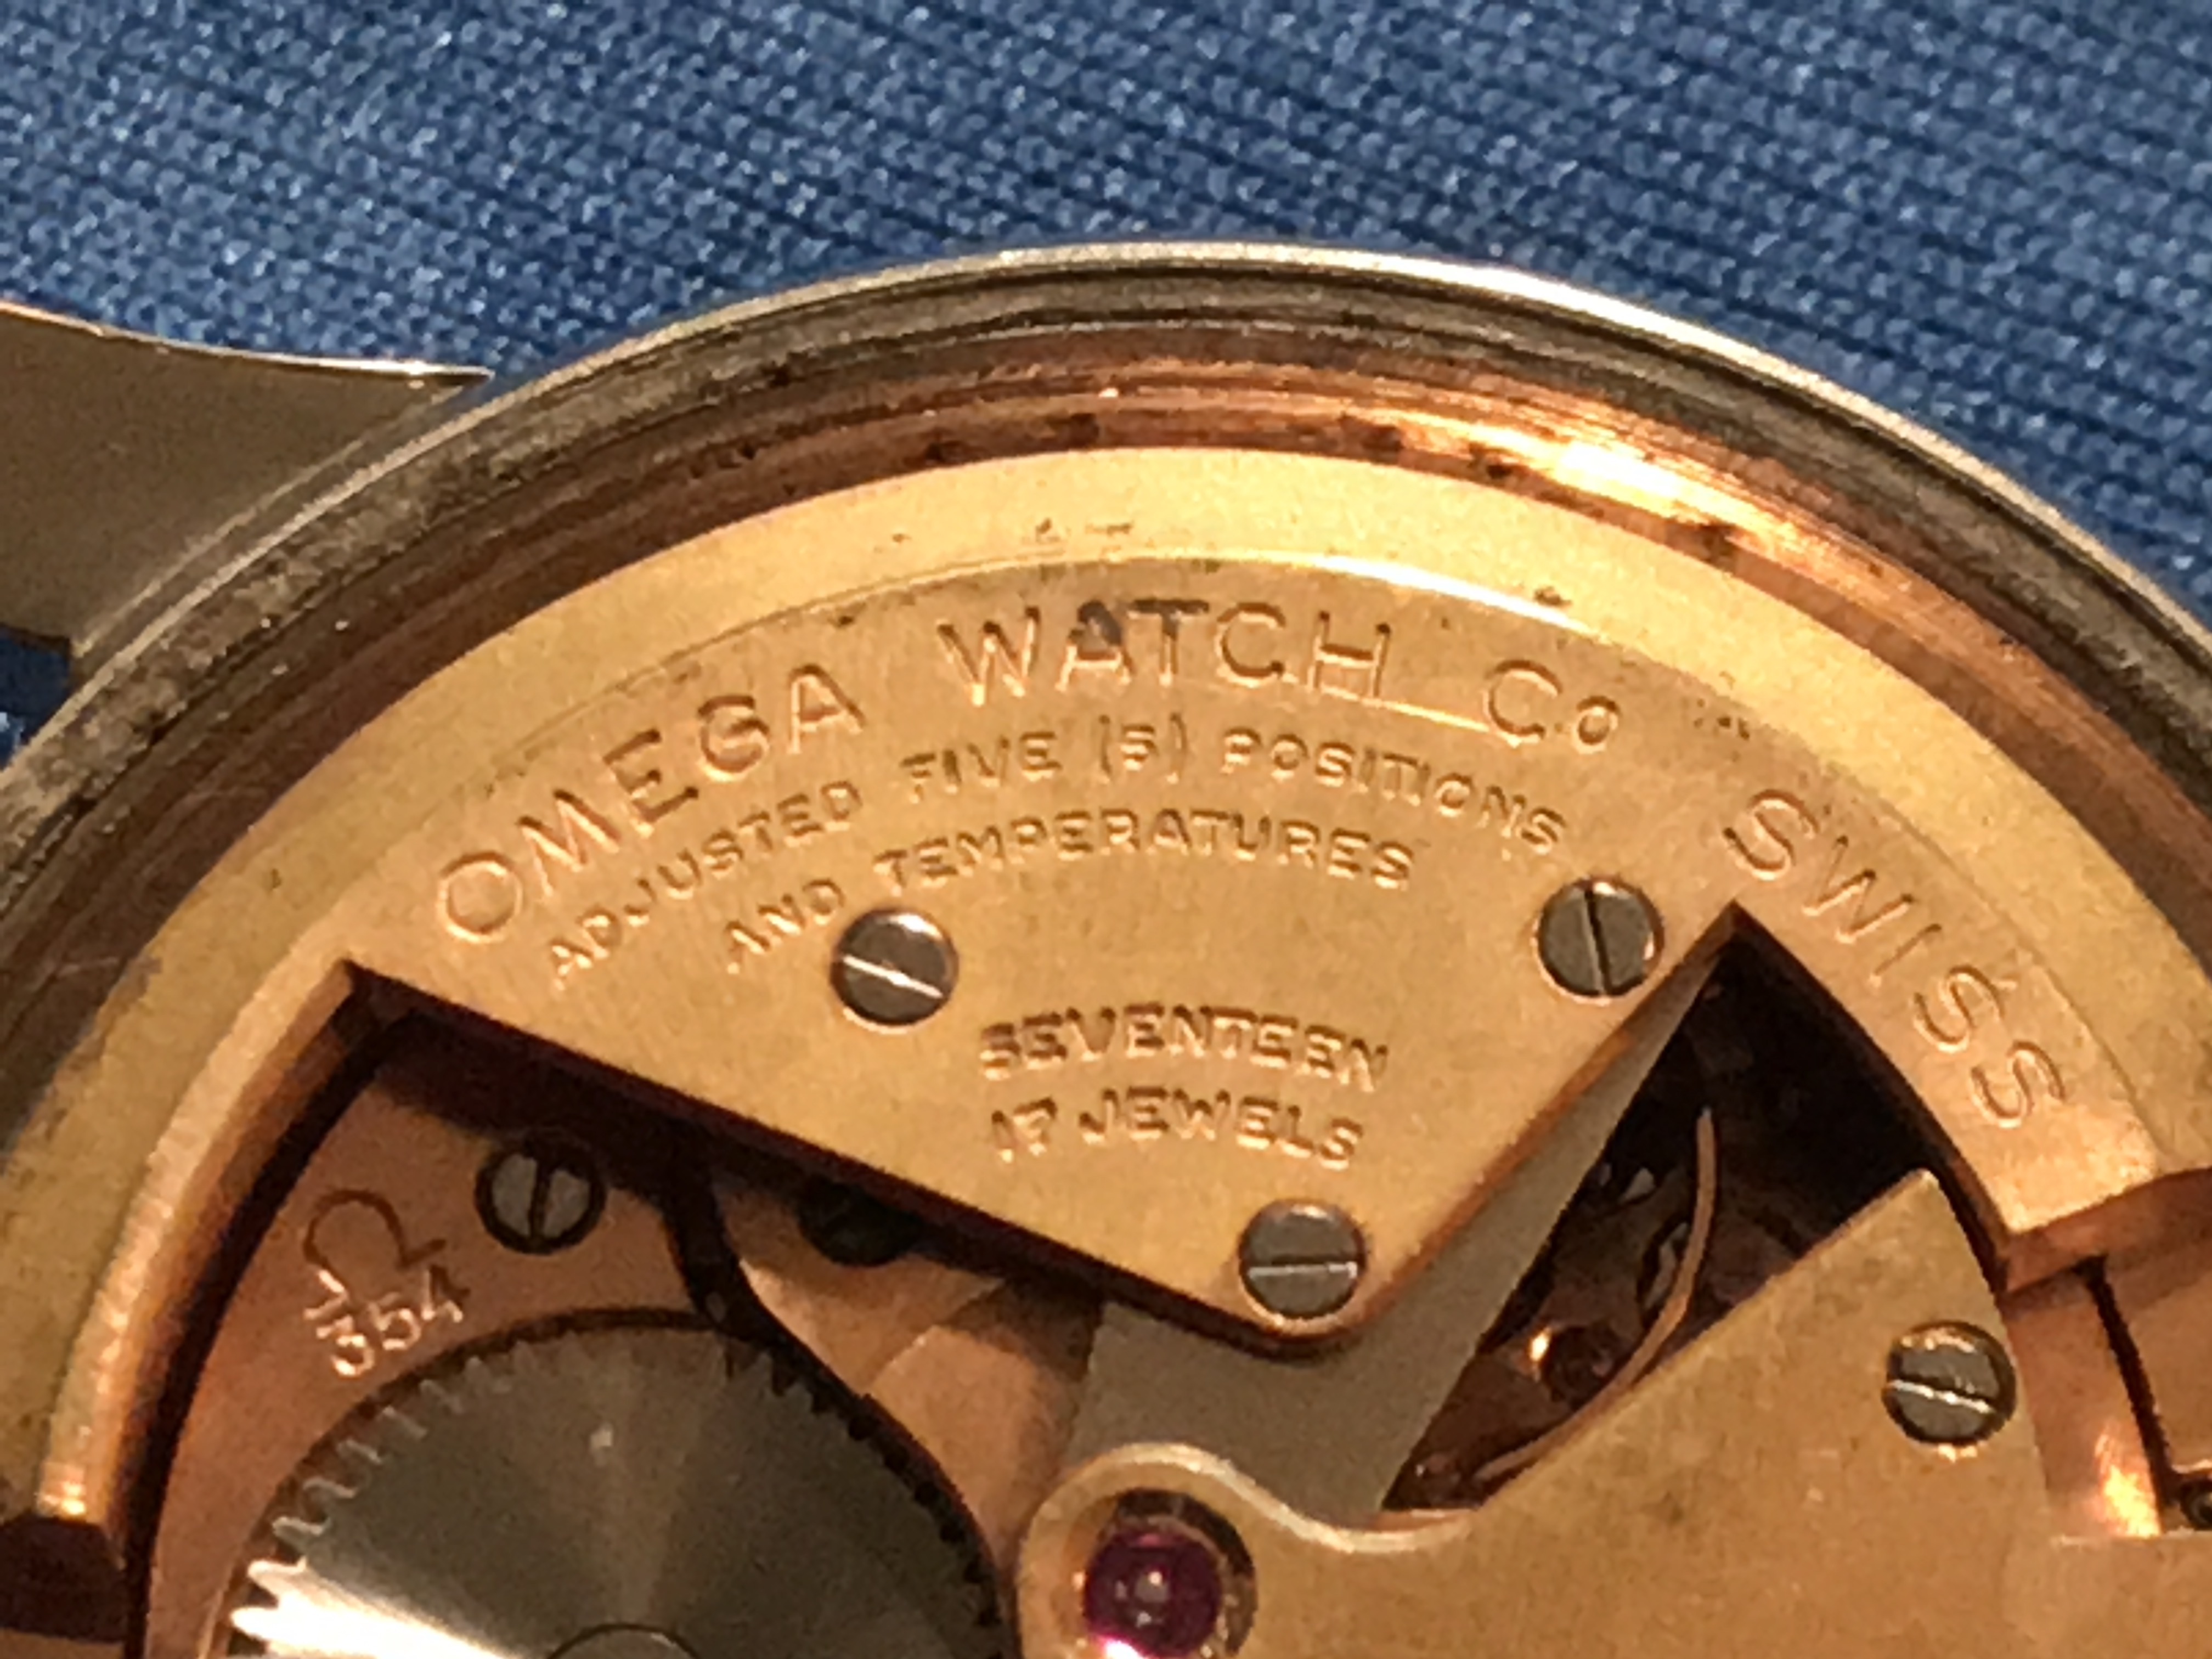 OMEGA WATCH Co SWISS
ADJUSTED FIVE (5) POSITIONS
AND TEMPERATURES
SEVENTEEN
17 JEWELS
Ω
354